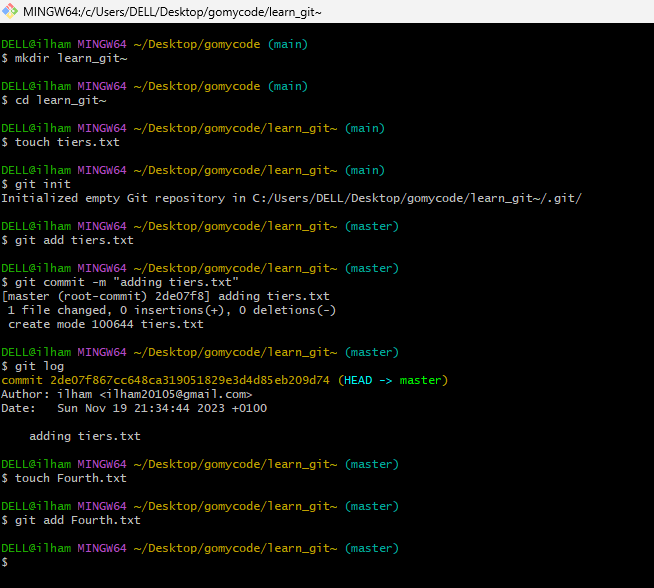 MINGW64:/c/Users/DELL/Desktop/gomycode/learn_git~
DELL@ilham MINGW64 ~/Desktop/gomycode (main)
$ mkdir learn_git~
DELL@ilham MINGW64 ~/Desktop/gomycode (main)
$ cd learn_git~
DELL@ilham MINGW64 ~/Desktop/gomycode/learn_git~ (main)
$ touch tiers.txt
DELL@ilham MINGW64 ~/Desktop/gomycode/learn_git~ (main)
$ git init
Initialized empty Git repository in C:/Users/DELL/Desktop/gomycode/learn_git~/.git/
DELL@ilham MINGW64 ~/Desktop/gomycode/learn_git~ (master)
$ git add tiers.txt
DELL@ilham MINGW64 ~/Desktop/gomycode/learn_git~ (master)
$ git commit -m "adding tiers.txt"
[master (root-commit) 2de07f8] adding tiers.txt
 1 file changed, 0 insertions(+), 0 deletions(-)
 create mode 100644 tiers.txt
DELL@ilham MINGW64 ~/Desktop/gomycode/learn_git~ (master)
$ git log
commit 2de07f867cc648ca319051829e3d4d85eb209d74 (HEAD -> master)
Author: ilham <ilham20105@gmail.com>
Date:   Sun Nov 19 21:34:44 2023 +0100
    adding tiers.txt
DELL@ilham MINGW64 ~/Desktop/gomycode/learn_git~ (master)
$ touch Fourth.txt
DELL@ilham MINGW64 ~/Desktop/gomycode/learn_git~ (master)
$ git add Fourth.txt
DELL@ilham MINGW64 ~/Desktop/gomycode/learn_git~ (master)
$